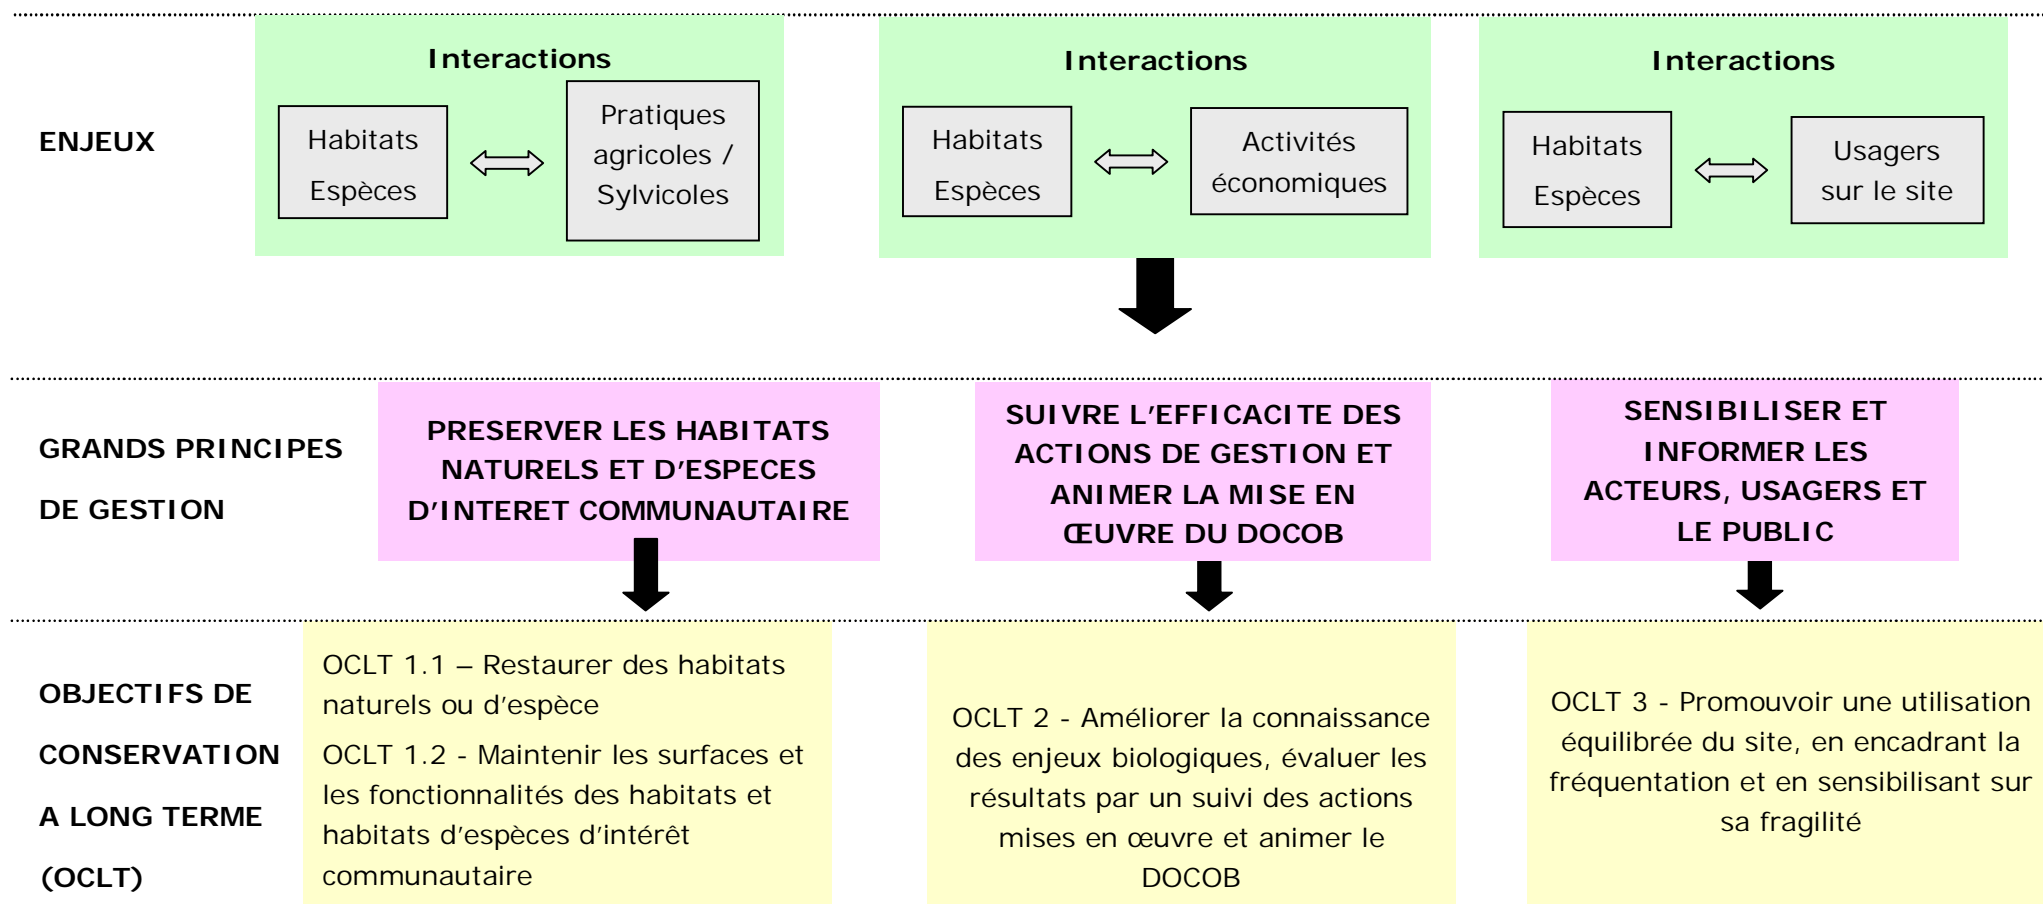 ENJEUX
Interactions
Habitats
Espèces
Pratiques
agricoles /
Sylvicoles
Interactions
Habitats
Espèces
Activités
économiques
Interactions
Habitats
Espèces
Usagers
sur le site
GRANDS PRINCIPES
DE GESTION
PRESERVER LES HABITATS
NATURELS ET D’ESPECES
D’INTERET COMMUNAUTAIRE
SUIVRE L’EFFICACITE DES
ACTIONS DE GESTION ET
ANIMER LA MISE EN
ŒUVRE DU DOCOB
SENSIBILISER ET
INFORMER LES
ACTEURS, USAGERS ET
LE PUBLIC
OBJECTIFS DE
CONSERVATION
A LONG TERME
(OCLT)
OCLT 1.1 – Restaurer des habitats
naturels ou d’espèce
OCLT 1.2 - Maintenir les surfaces et
les fonctionnalités des habitats et
habitats d’espèces d’intérêt
communautaire
OCLT 2 - Améliorer la connaissance
des enjeux biologiques, évaluer les
résultats par un suivi des actions
mises en œuvre et animer le
DOCOB
OCLT 3 - Promouvoir une utilisation
équilibrée du site, en encadrant la
fréquentation et en sensibilisant sur
sa fragilité